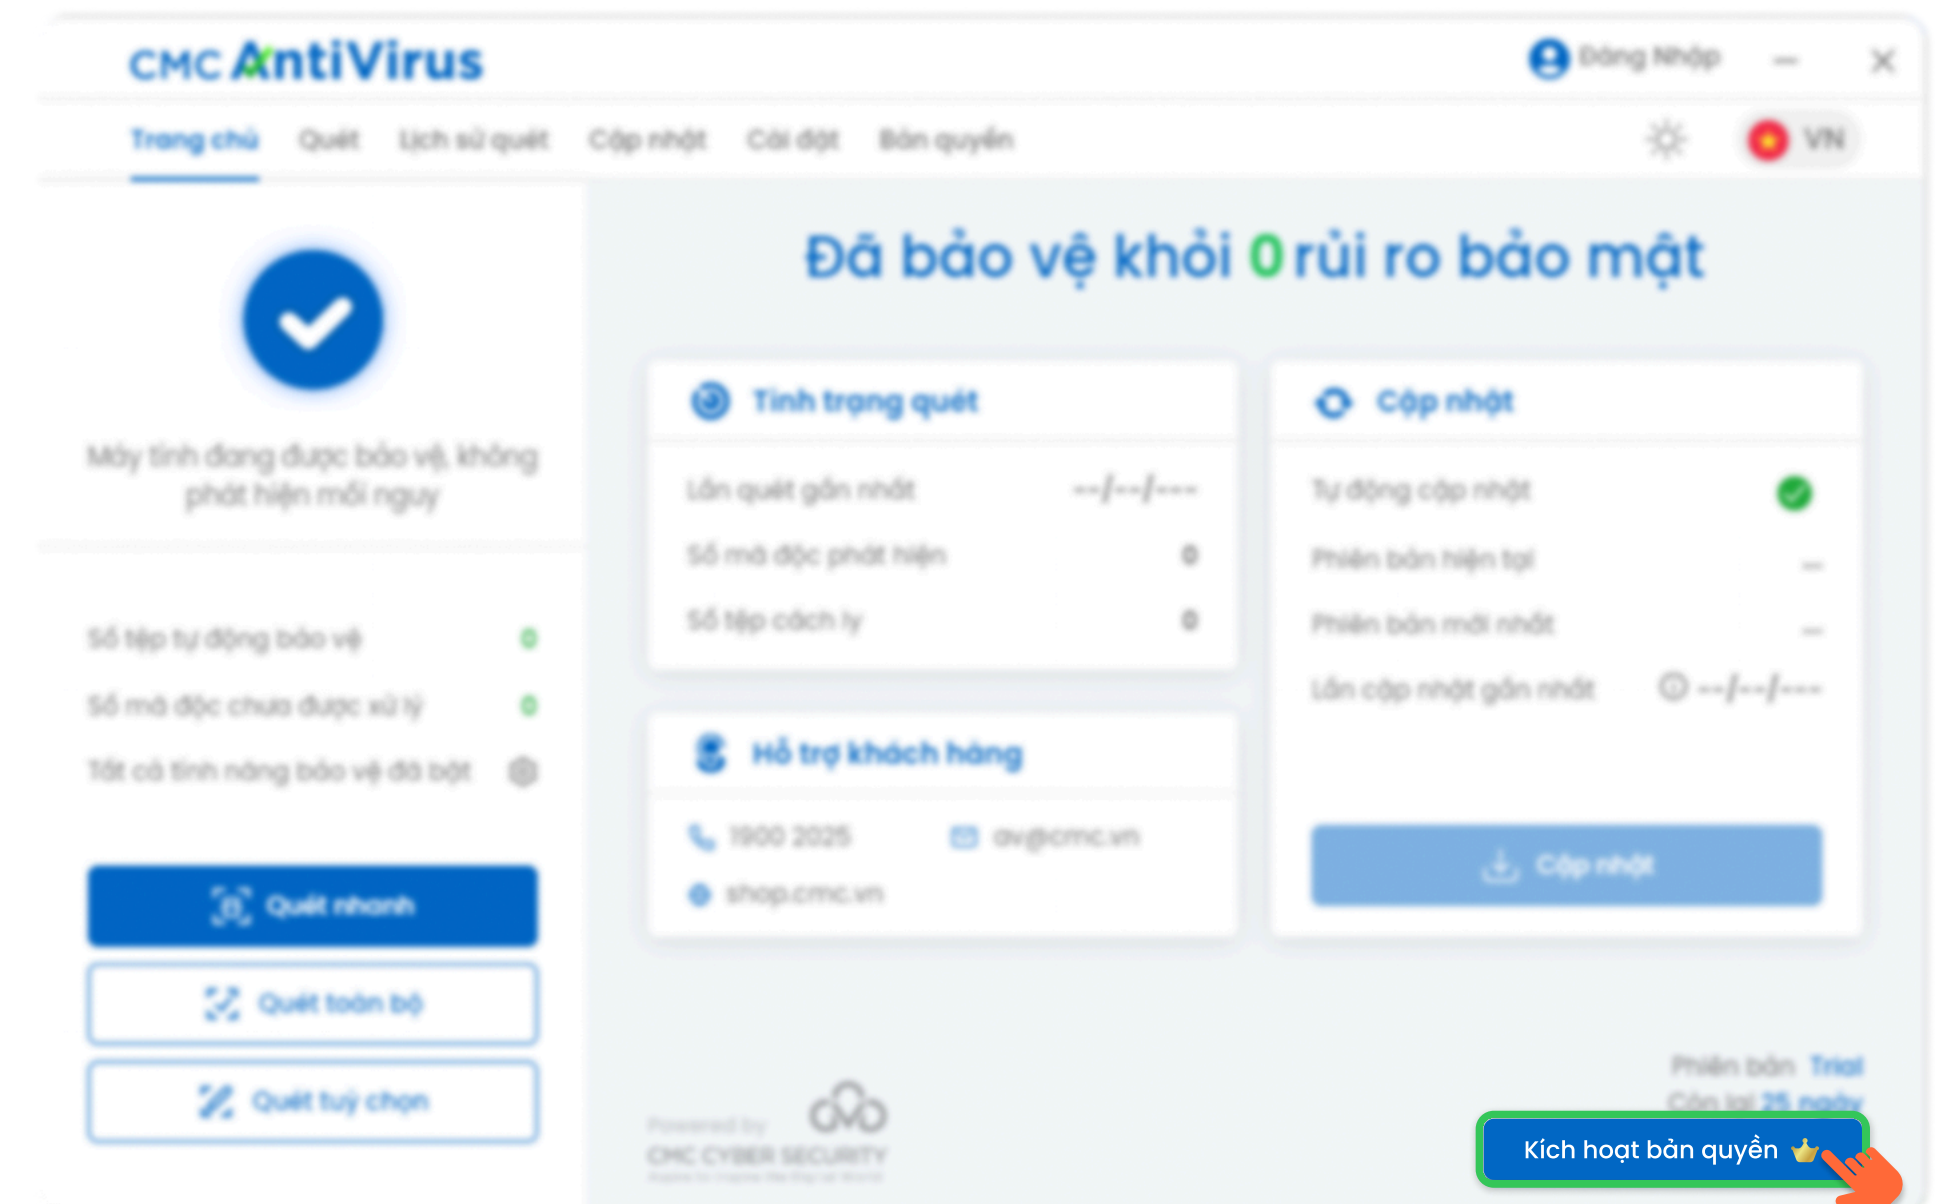 CMC AntiVirus
Đăng Nhập
Trang chủ
Quét
Lịch sử quét
Cập nhật
Cài đặt
Bản quyền
VN
Đã bảo vệ khỏi 0 rủi ro bảo mật
Máy tính đang được bảo vệ, không
phát hiện mối nguy
Số tệp tự động bảo vệ 0
Số mã độc chưa được xử lý 0
Tất cả tính năng bảo vệ đã bật
Quét nhanh
Quét toàn bộ
Quét tuỳ chọn
Tình trạng quét
Lần quét gần nhất --/--/---
Số mã độc phát hiện 0
Số tệp cách ly 0
Hỗ trợ khách hàng
1900 2025
av@cmc.vn
shop.cmc.vn
Cập nhật
Tự động cập nhật
Phiên bản hiện tại --
Phiên bản mới nhất --
Lần cập nhật gần nhất --/--/---
Cập nhật
Powered by
CMC CYBER SECURITY
Phiên bản Trial
Còn lại 25 ngày
Kích hoạt bản quyền